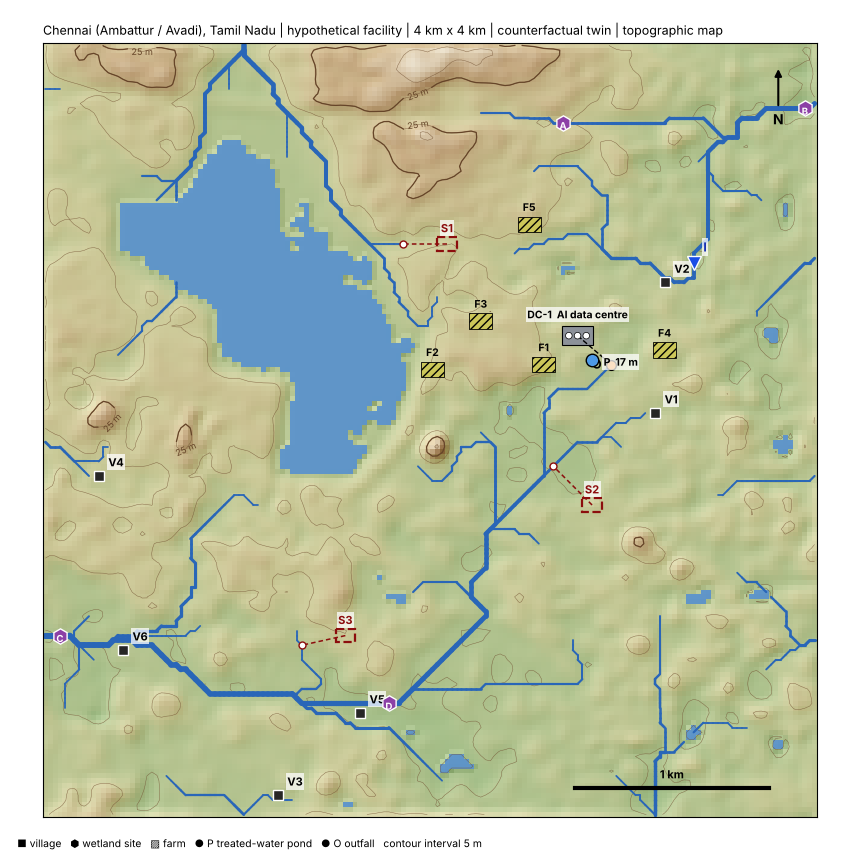 Chennai (Ambattur / Avadi), Tamil Nadu | hypothetical facility | 4 km x 4 km | counterfactual twin | topographic map
25 m
25 m
25 m
A
B
N
F5
S1
I
V2
F3
DC-1 AI data centre
F4
F1
F2
P 17 m
V1
25 m
25 m
V4
S2
S3
C
V6
V5
D
V3
1 km
village
wetland site
farm
P treated-water pond
O outfall
contour interval 5 m